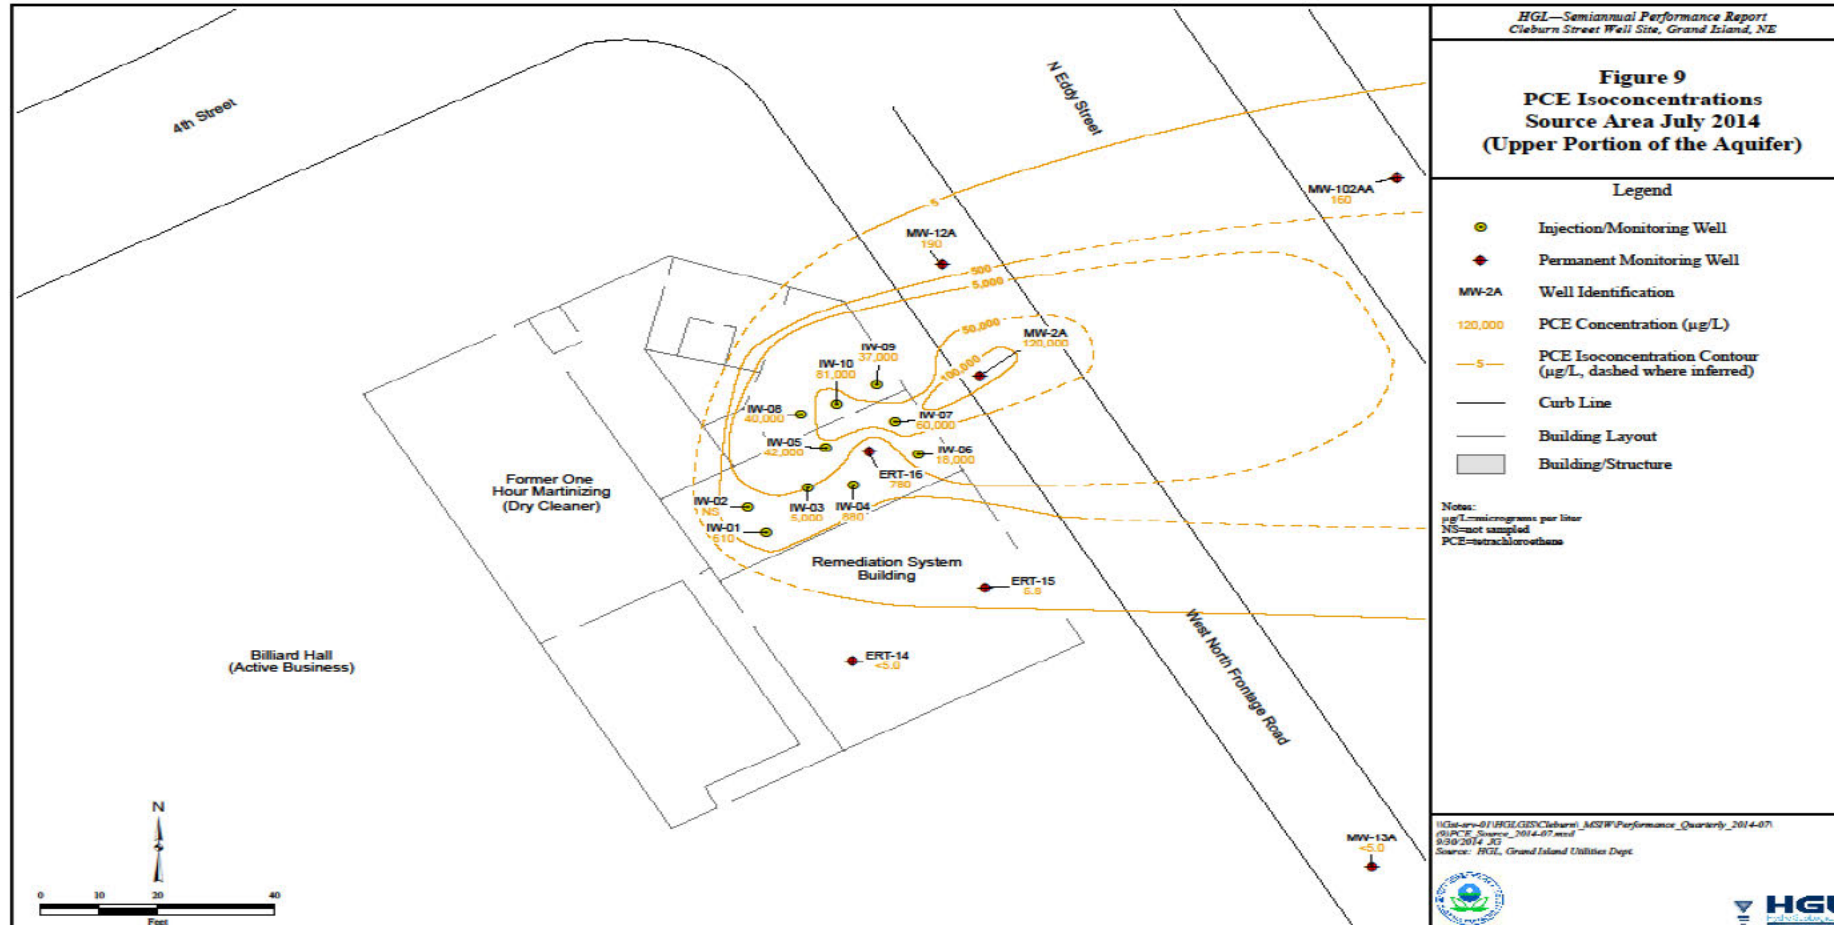 HGL—Semiannual Performance Report
Cleburn Street Well Site, Grand Island, NE
Figure 9
PCE Isoconcentrations
Source Area July 2014
(Upper Portion of the Aquifer)
Legend
Injection/Monitoring Well
Permanent Monitoring Well
MW-2A Well Identification
120,000 PCE Concentration (µg/L)
5 PCE Isoconcentration Contour
(µg/L, dashed where inferred)
Curb Line
Building Layout
Building/Structure
Notes:
µg/L=micrograms per liter
NS=not sampled
PCE=tetrachloroethene
4th Street
N Eddy Street
West North Frontage Road
MW-102AA
160
5
MW-12A
190
500
5,000
50,000
MW-2A
120,000
100,000
IW-09
37,000
IW-10
81,000
IW-08
40,000
IW-07
60,000
IW-05
42,000
IW-06
18,000
ERT-16
780
IW-02
NS
IW-03
5,000
IW-04
880
IW-01
610
Former One
Hour Martinizing
(Dry Cleaner)
Remediation System
Building
ERT-15
ERT-14
<5.0
Billiard Hall
(Active Business)
MW-13A
<5.0
N
0 10 20 40
Feet
9/30/2014 JG
Source: HGL, Grand Island Utilities Dept.
HGL